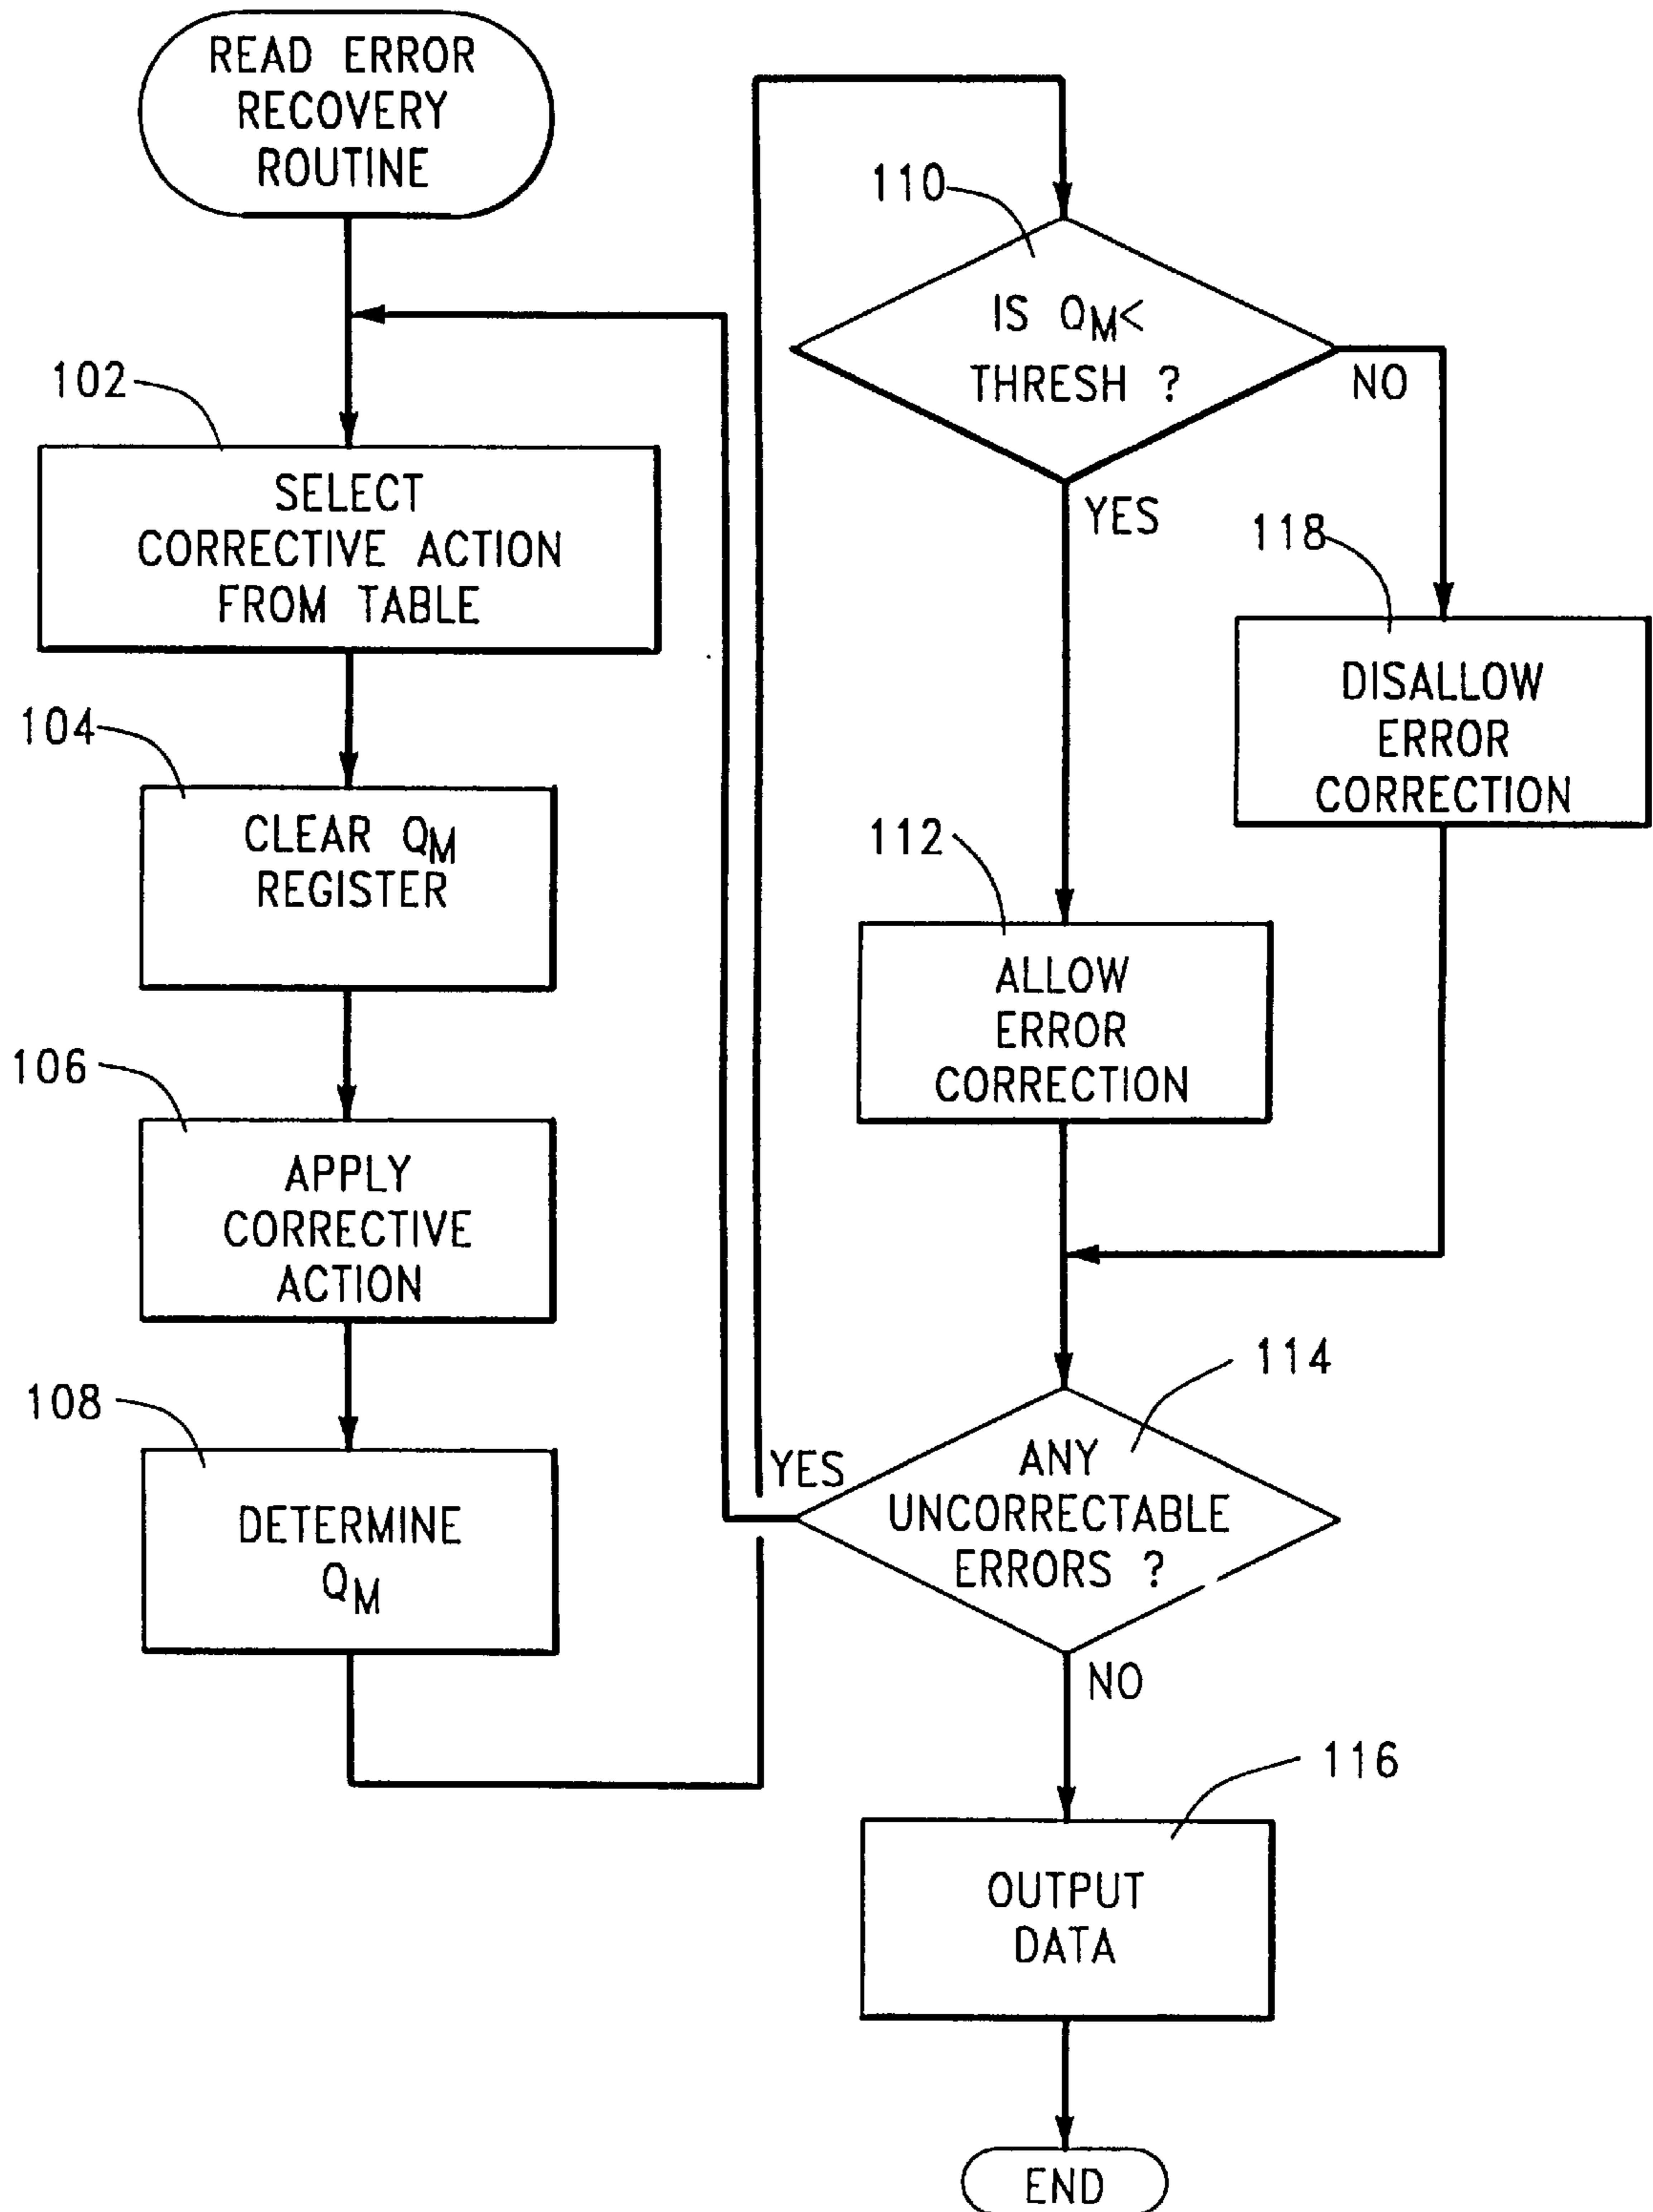 READ ERROR
RECOVERY
ROUTINE
102
SELECT
CORRECTIVE ACTION
FROM TABLE
104
CLEAR QM
REGISTER
106
APPLY
CORRECTIVE
ACTION
108
DETERMINE
QM
110
IS QM<
THRESH ?
NO
YES
118
DISALLOW
ERROR
CORRECTION
112
ALLOW
ERROR
CORRECTION
114
YES
ANY
UNCORRECTABLE
ERRORS ?
NO
116
OUTPUT
DATA
END